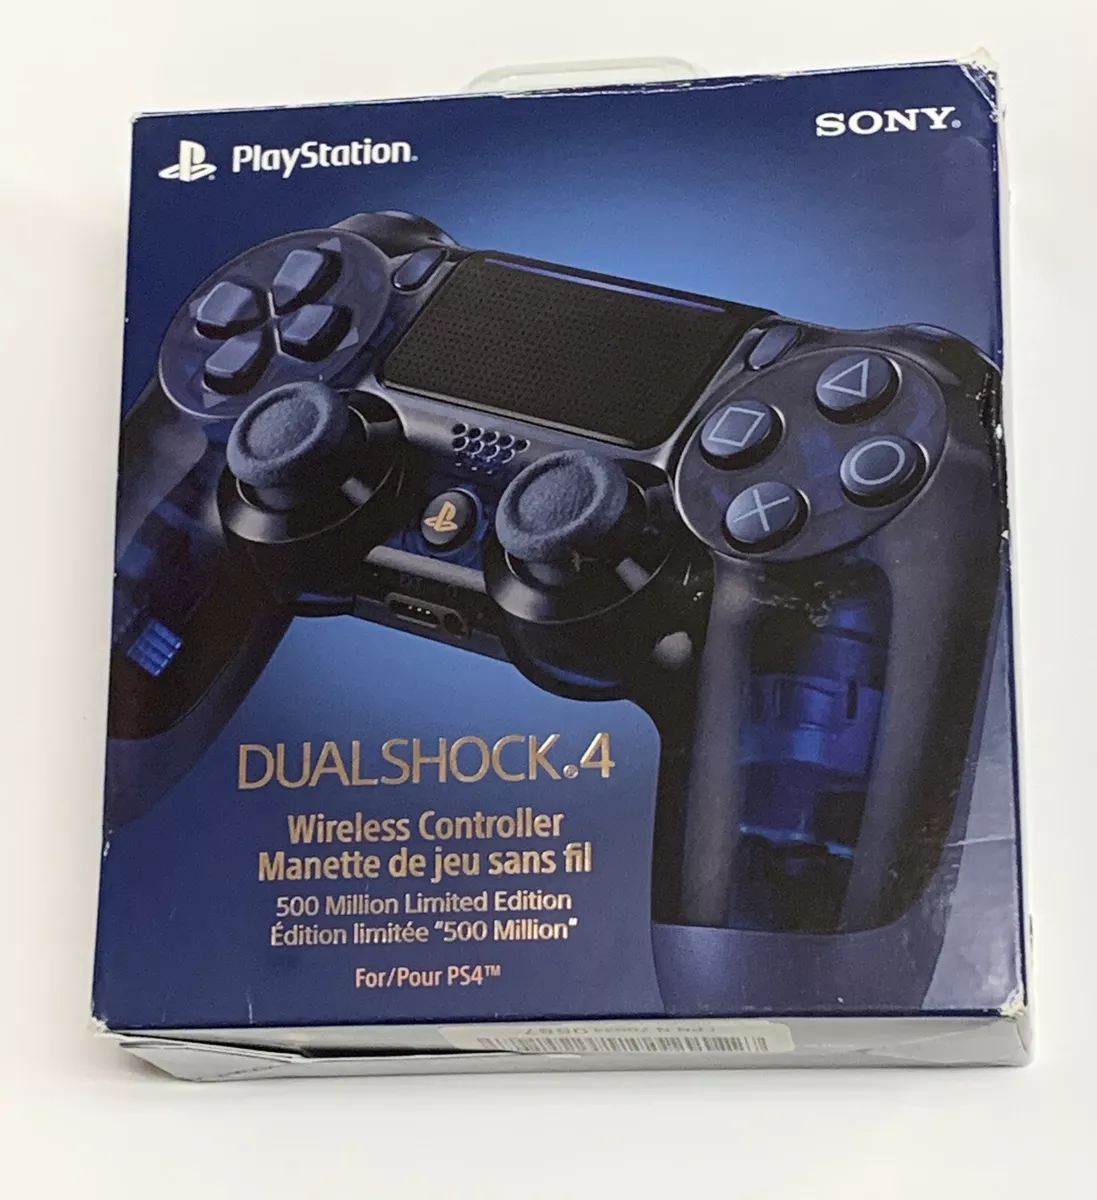 PlayStation®
SONY®
EXT
DUALSHOCK®4
Wireless Controller
Manette de jeu sans fil
500 Million Limited Edition
Édition limitée "500 Million"
For/Pour PS4™